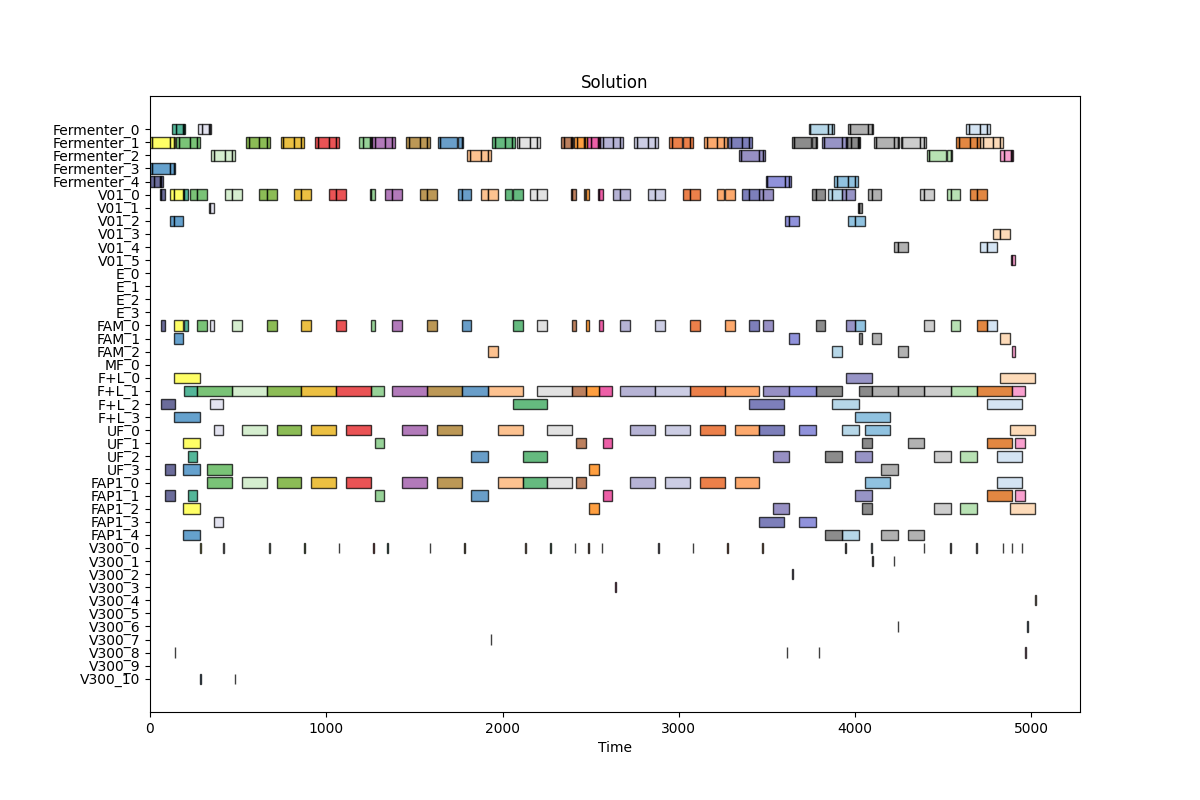 Solution
Fermenter_0
Fermenter_1
Fermenter_2
Fermenter_3
Fermenter_4
V01_0
V01_1
V01_2
V01_3
V01_4
V01_5
E_0
E_1
E_2
E_3
FAM_0
FAM_1
FAM_2
MF_0
F+L_0
F+L_1
F+L_2
F+L_3
UF_0
UF_1
UF_2
UF_3
FAP1_0
FAP1_1
FAP1_2
FAP1_3
FAP1_4
V300_0
V300_1
V300_2
V300_3
V300_4
V300_5
V300_6
V300_7
V300_8
V300_9
V300_10
0 1000 2000 3000 4000 5000
Time